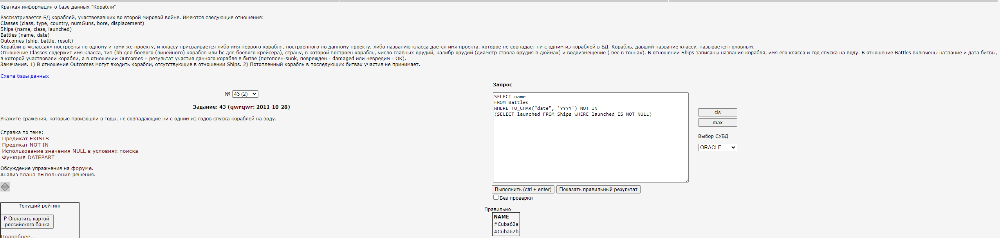 Краткая информация о базе данных "Корабли"
Рассматривается БД кораблей, участвовавших во второй мировой войне. Имеются следующие отношения:
Classes (class, type, country, numGuns, bore, displacement)
Ships (name, class, launched)
Battles (name, date)
Outcomes (ship, battle, result)
Корабли в «классах» построены по одному и тому же проекту, и классу присваивается либо имя первого корабля, построенного по данному проекту, либо названию класса дается имя проекта, которое не совпадает ни с одним из кораблей в БД. Корабль, давший название классу, называется головным.
Отношение Classes содержит имя класса, тип (bb для боевого (линейного) корабля или bc для боевого крейсера), страну, в которой построен корабль, число главных орудий, калибр орудий (диаметр ствола орудия в дюймах) и водоизмещение ( вес в тоннах). В отношении Ships записаны название корабля, имя его класса и год спуска на воду. В отношение Battles включены название и дата битвы,
в которой участвовали корабли, а в отношении Outcomes – результат участия данного корабля в битве (потоплен-sunk, поврежден - damaged или невредим - OK).
Замечания. 1) В отношение Outcomes могут входить корабли, отсутствующие в отношении Ships. 2) Потопленный корабль в последующих битвах участия не принимает.
Схема базы данных
№ 43 (2)
Задание: 43 (qwrqwr: 2011-10-28)
Укажите сражения, которые произошли в годы, не совпадающие ни с одним из годов спуска кораблей на воду.
Справка по теме:
Предикат EXISTS
Предикат NOT IN
Использование значения NULL в условиях поиска
Функция DATEPART
Обсуждение упражнения на форуме.
Анализ плана выполнения решения.
Текущий рейтинг
₽ Оплатить картой
российского банка
Подробнее...
Запрос
SELECT name
FROM Battles
WHERE TO_CHAR("date", 'YYYY') NOT IN
(SELECT launched FROM Ships WHERE launched IS NOT NULL)
cls
max
Выбор СУБД
ORACLE
Выполнить (ctrl + enter) Показать правильный результат
Без проверки
Правильно
NAME
#Cuba62a
#Cuba62b